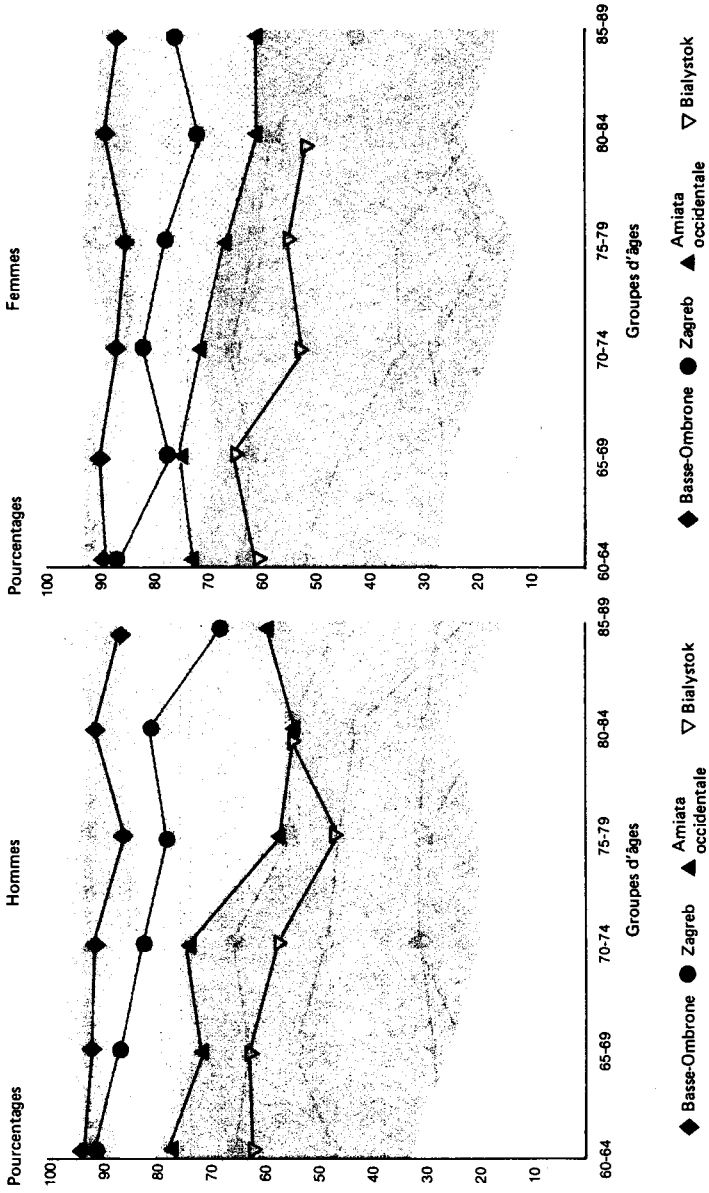 Hommes
Pourcentages
100
90
80
70
60
50
40
30
20
10
60-64 65-69 70-74 75-79 80-84 85-89
Groupes d'âges
Basse-Ombrone Zagreb Amiata occidentale Bialystok
Femmes
Pourcentages
100
90
80
70
60
50
40
30
20
10
60-64 65-69 70-74 75-79 80-84 85-89
Groupes d'âges
Basse-Ombrone Zagreb Amiata occidentale Bialystok